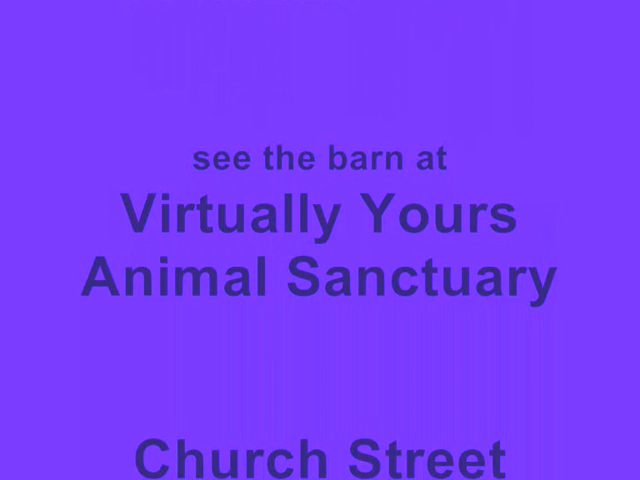 see the barn at
Virtually Yours
Animal Sanctuary
Church Street